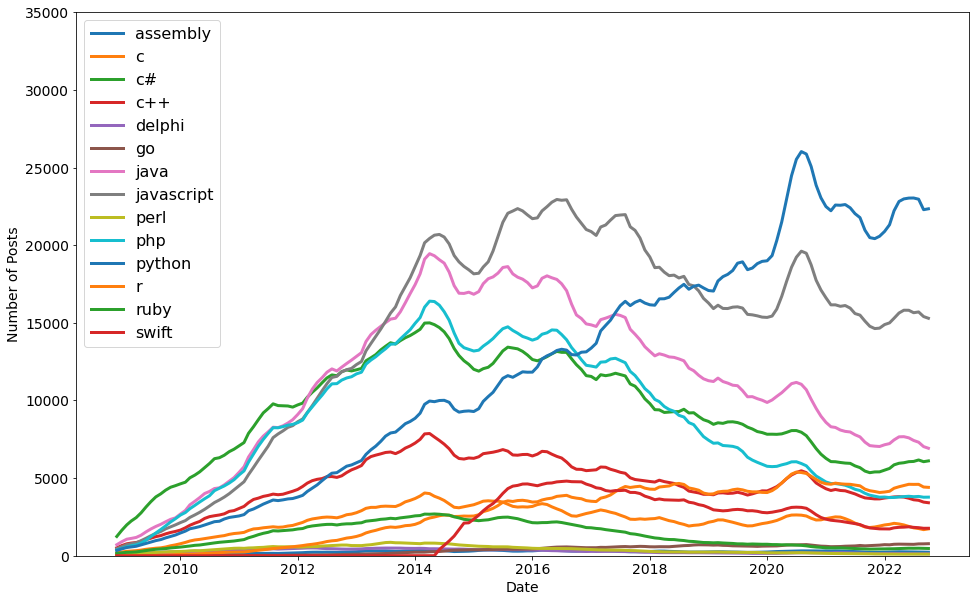 35000
30000
25000
20000
15000
10000
5000
0
Number of Posts
assembly
c
c#
c++
delphi
go
java
javascript
perl
php
python
r
ruby
swift
2010
2012
2014
2016
2018
2020
2022
Date